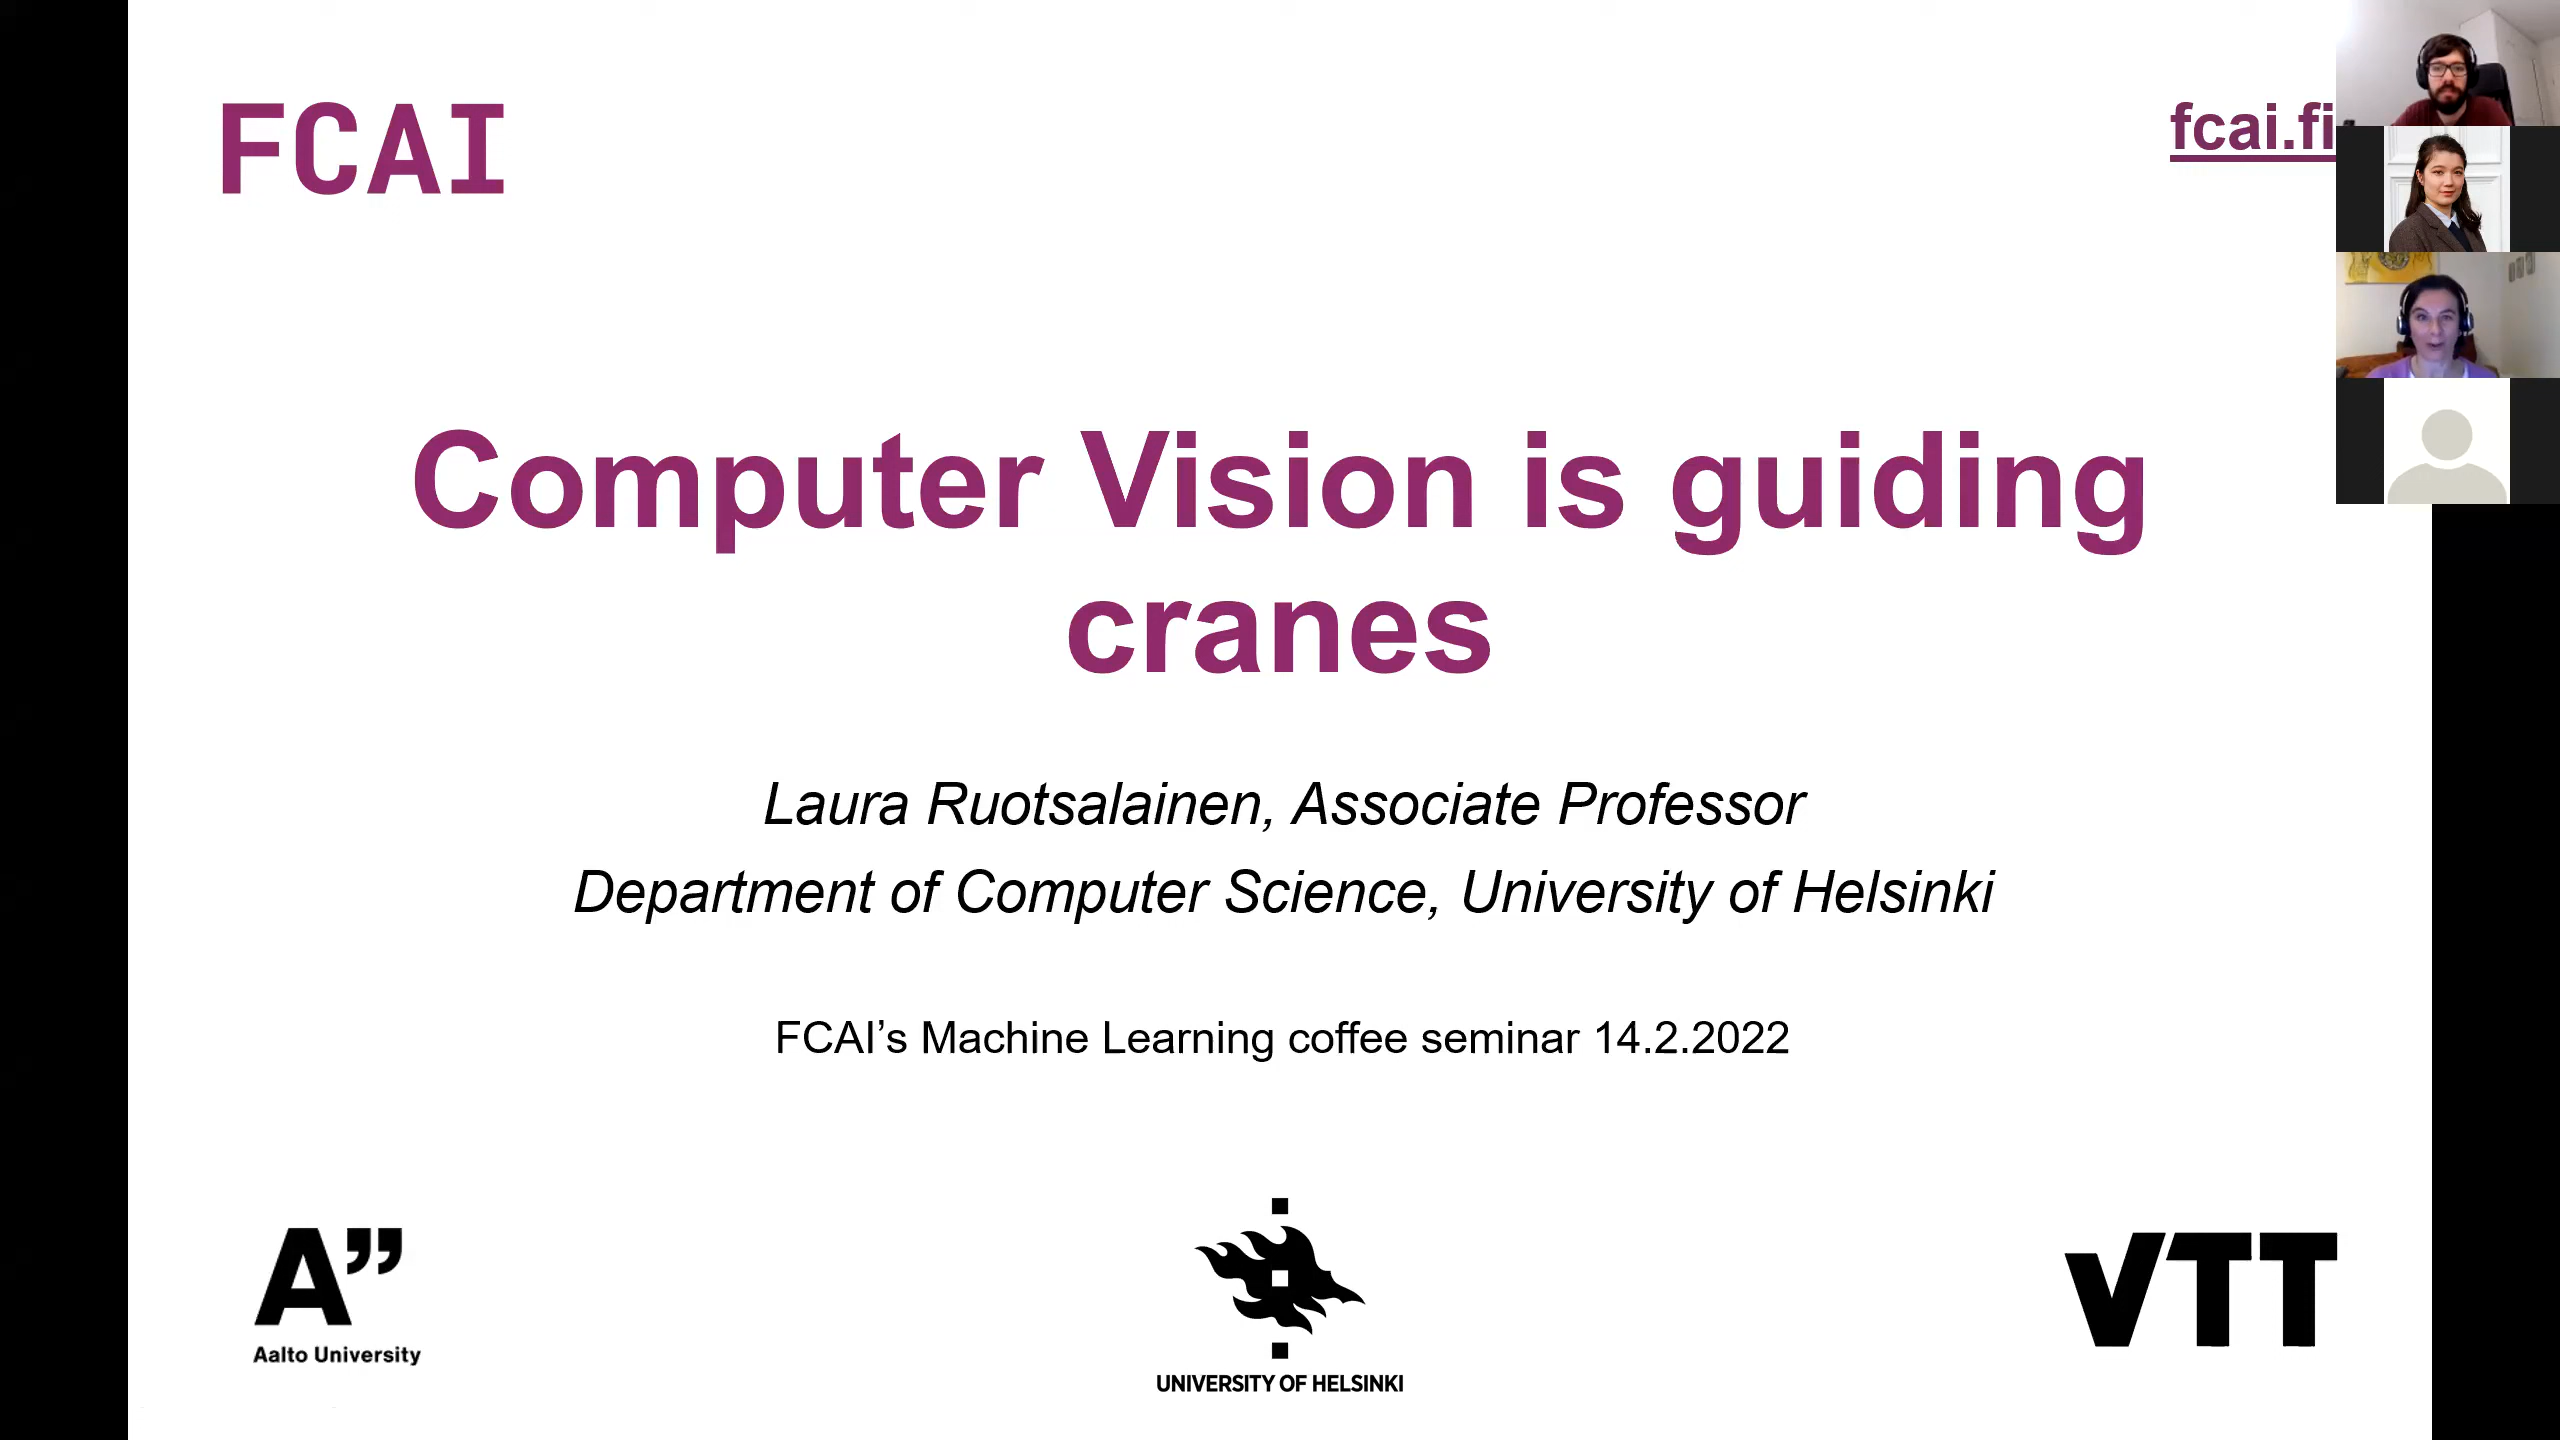 FCAI
fcai.fi
Computer Vision is guiding
cranes
Laura Ruotsalainen, Associate Professor
Department of Computer Science, University of Helsinki
FCAI’s Machine Learning coffee seminar 14.2.2022
A”
Aalto University
UNIVERSITY OF HELSINKI
VTT